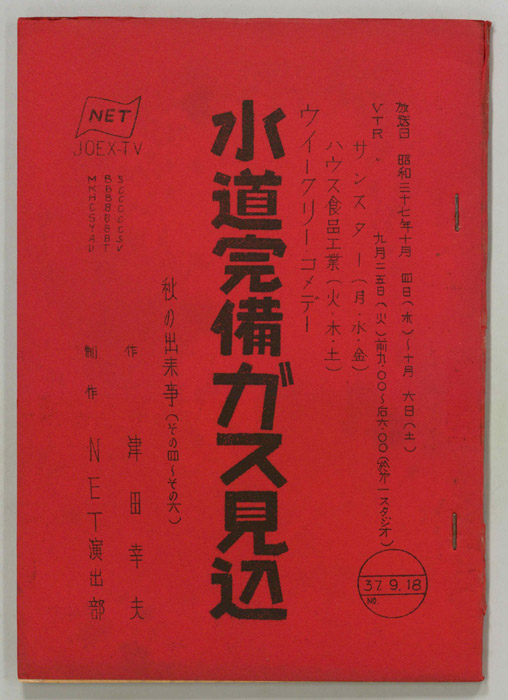 放送日 昭和三十七年十月 四日(木)〜十月 六日(土)
VTR 〃 九月二五日(火)前九.〇〇〜后六.〇〇(於.第一スタジオ)
サンスター(月・水・金)
ハウス食品工業(火・木・土)
ウイークリーコメデー
水道完備ガス見込
秋の出来事(その四〜その六)
作 津田幸夫
制作 NET演出部
NET
JOEX-TV
37.9.18
NO.